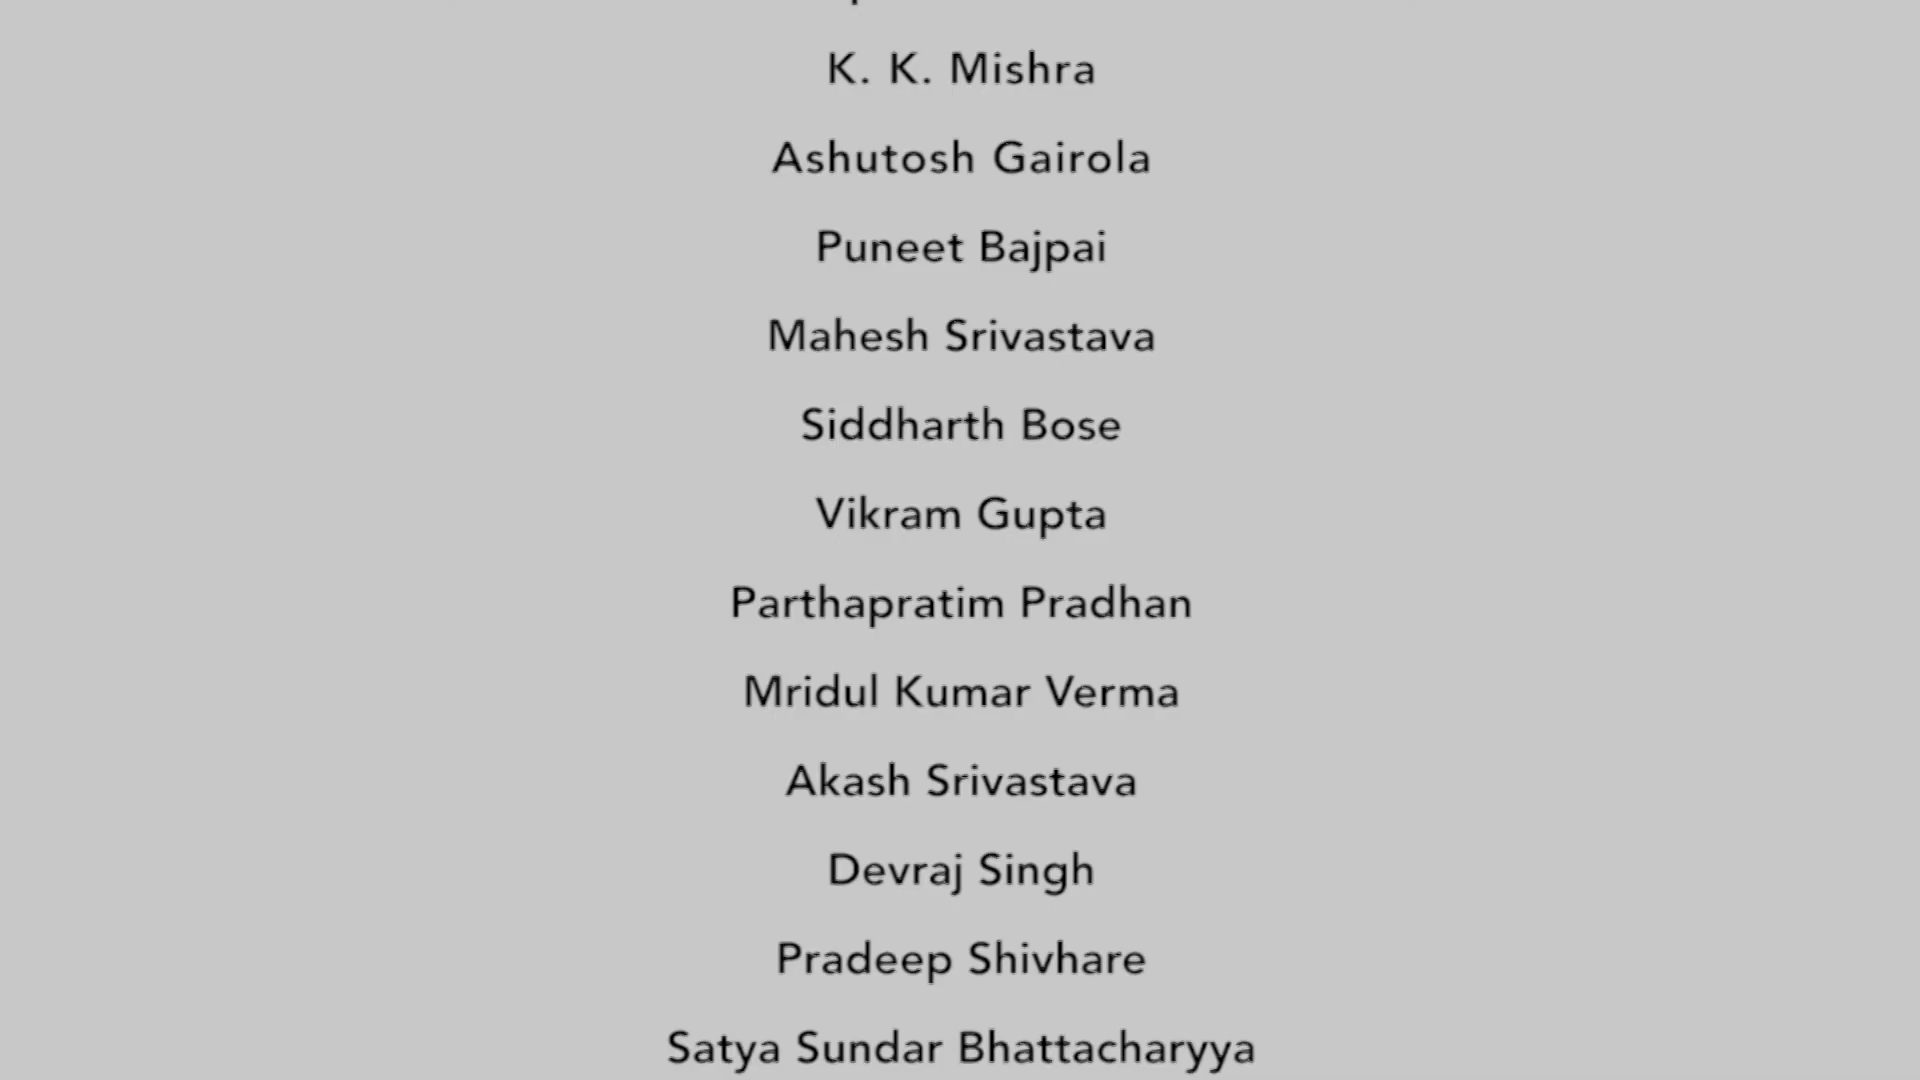 K. K. Mishra
Ashutosh Gairola
Puneet Bajpai
Mahesh Srivastava
Siddharth Bose
Vikram Gupta
Parthapratim Pradhan
Mridul Kumar Verma
Akash Srivastava
Devraj Singh
Pradeep Shivhare
Satya Sundar Bhattacharyya